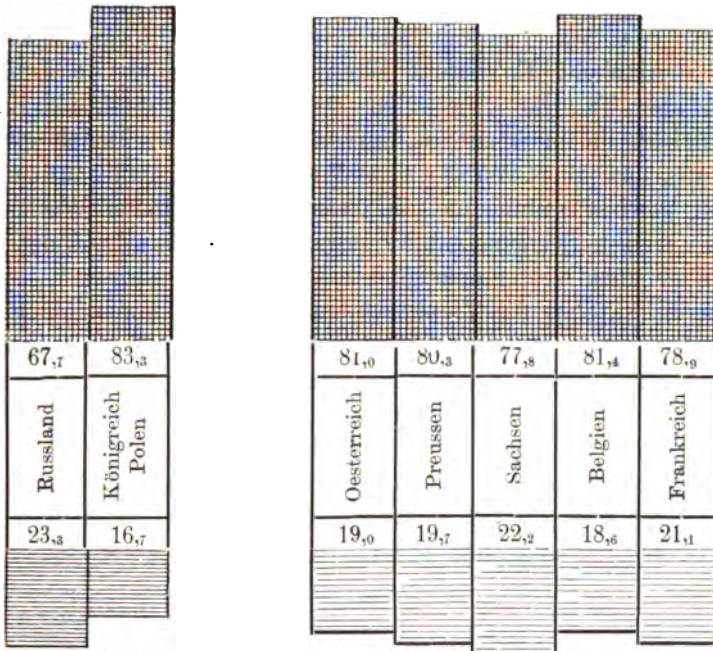 67,7 83,3 81,0 80,3 77,8 81,4 78,9
Russland
Königreich
Polen
Oesterreich
Preussen
Sachsen
Belgien
Frankreich
23,3 16,7 19,0 19,7 22,2 18,6 21,1